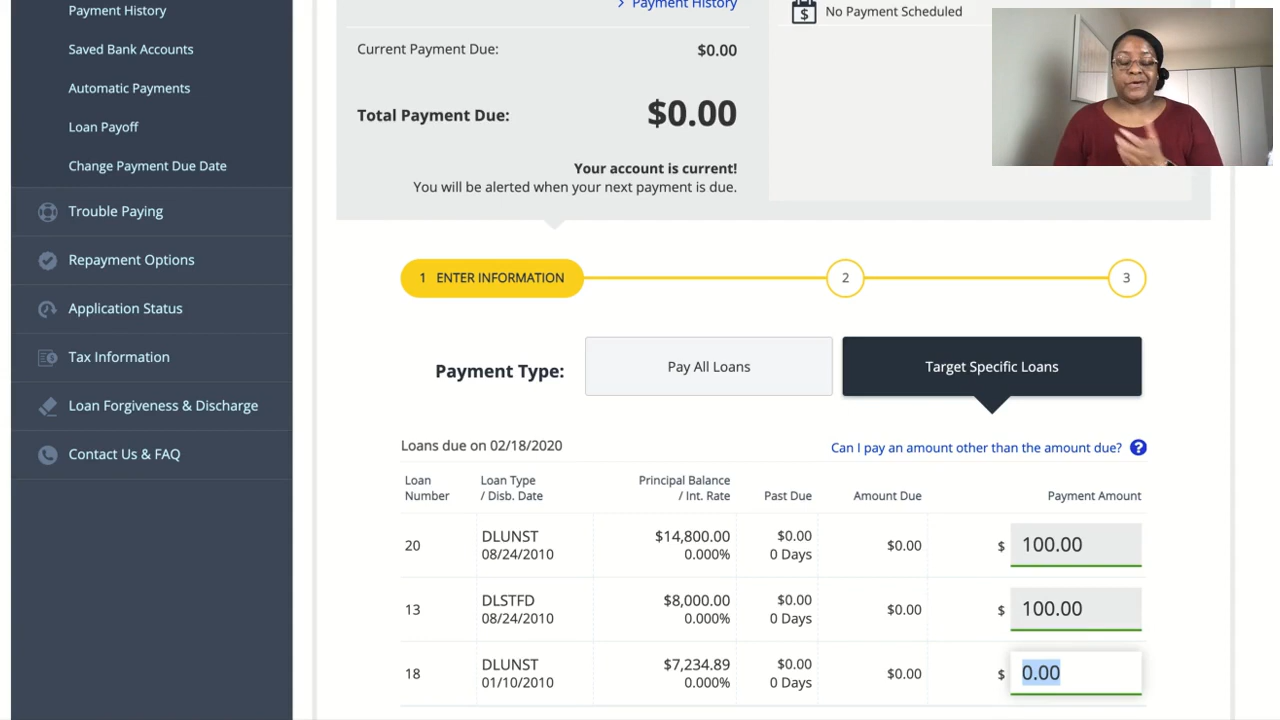 Payment History
Saved Bank Accounts
Automatic Payments
Loan Payoff
Change Payment Due Date
Trouble Paying
Repayment Options
Application Status
Tax Information
Loan Forgiveness & Discharge
Contact Us & FAQ
> Payment History
No Payment Scheduled
Current Payment Due: $0.00
Total Payment Due: $0.00
Your account is current!
You will be alerted when your next payment is due.
1 ENTER INFORMATION 2 3
Payment Type: Pay All Loans Target Specific Loans
Loans due on 02/18/2020 Can I pay an amount other than the amount due? ?
Loan Number Loan Type / Disb. Date Principal Balance / Int. Rate Past Due Amount Due Payment Amount
20 DLUNST 08/24/2010 $14,800.00 0.000% $0.00 0 Days $0.00 $ 100.00
13 DLSTFD 08/24/2010 $8,000.00 0.000% $0.00 0 Days $0.00 $ 100.00
18 DLUNST 01/10/2010 $7,234.89 0.000% $0.00 0 Days $0.00 $ 0.00